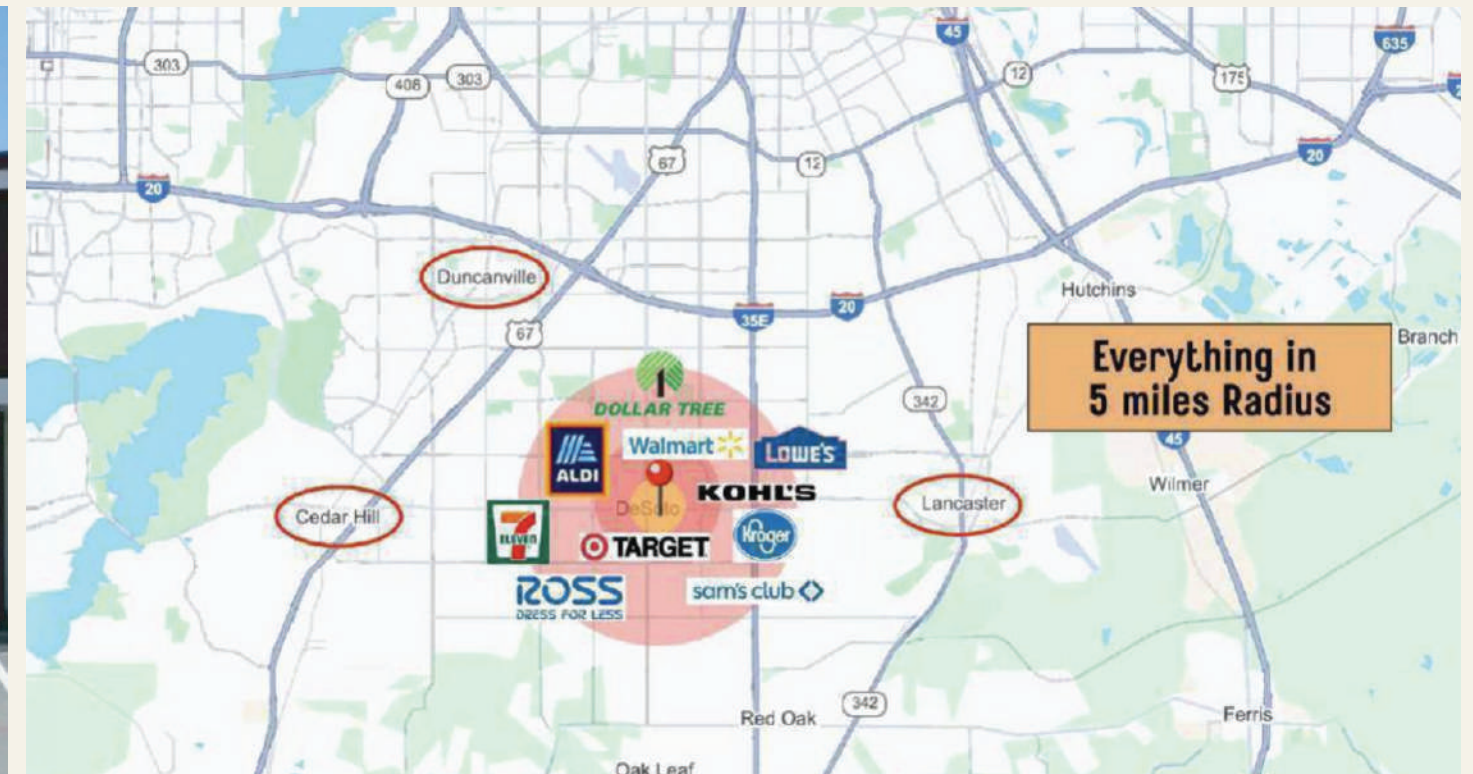 45
635
303
408
303
12
175
67
12
20
20
Duncanville
Hutchins
67
35E
20
Everything in
5 miles Radius
Branch
DOLLAR TREE
342
ALDI
Walmart
LOWE'S
45
KOHL'S
Wilmer
Cedar Hill
DeSoto
Lancaster
7
ELEVEN
TARGET
Kroger
ROSS
DRESS FOR LESS
sam's club
342
Red Oak
Ferris
Oak Leaf